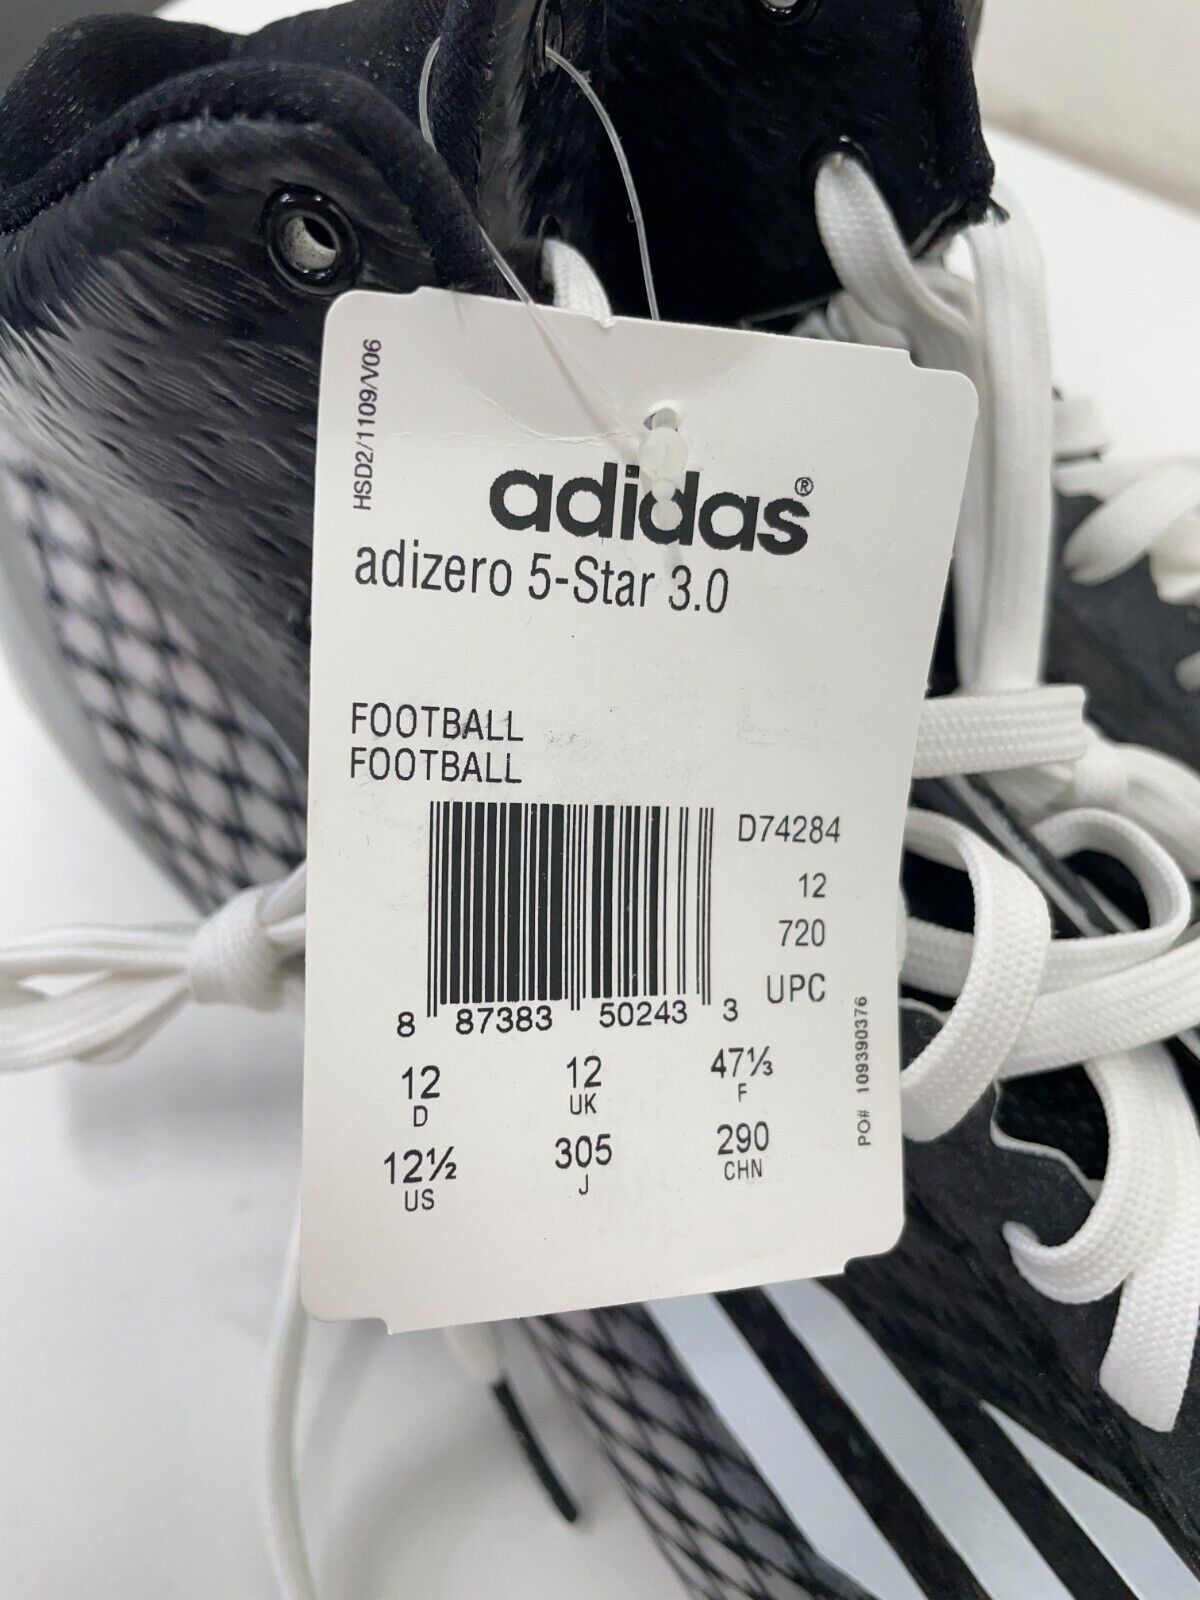 HSD2/1109/V06
adidas®
adizero 5-Star 3.0
FOOTBALL
FOOTBALL
D74284
12
720
UPC
8 87383 50243 3
PO# 109390376
12 12 47⅓
D UK F
12½ 305 290
US J CHN